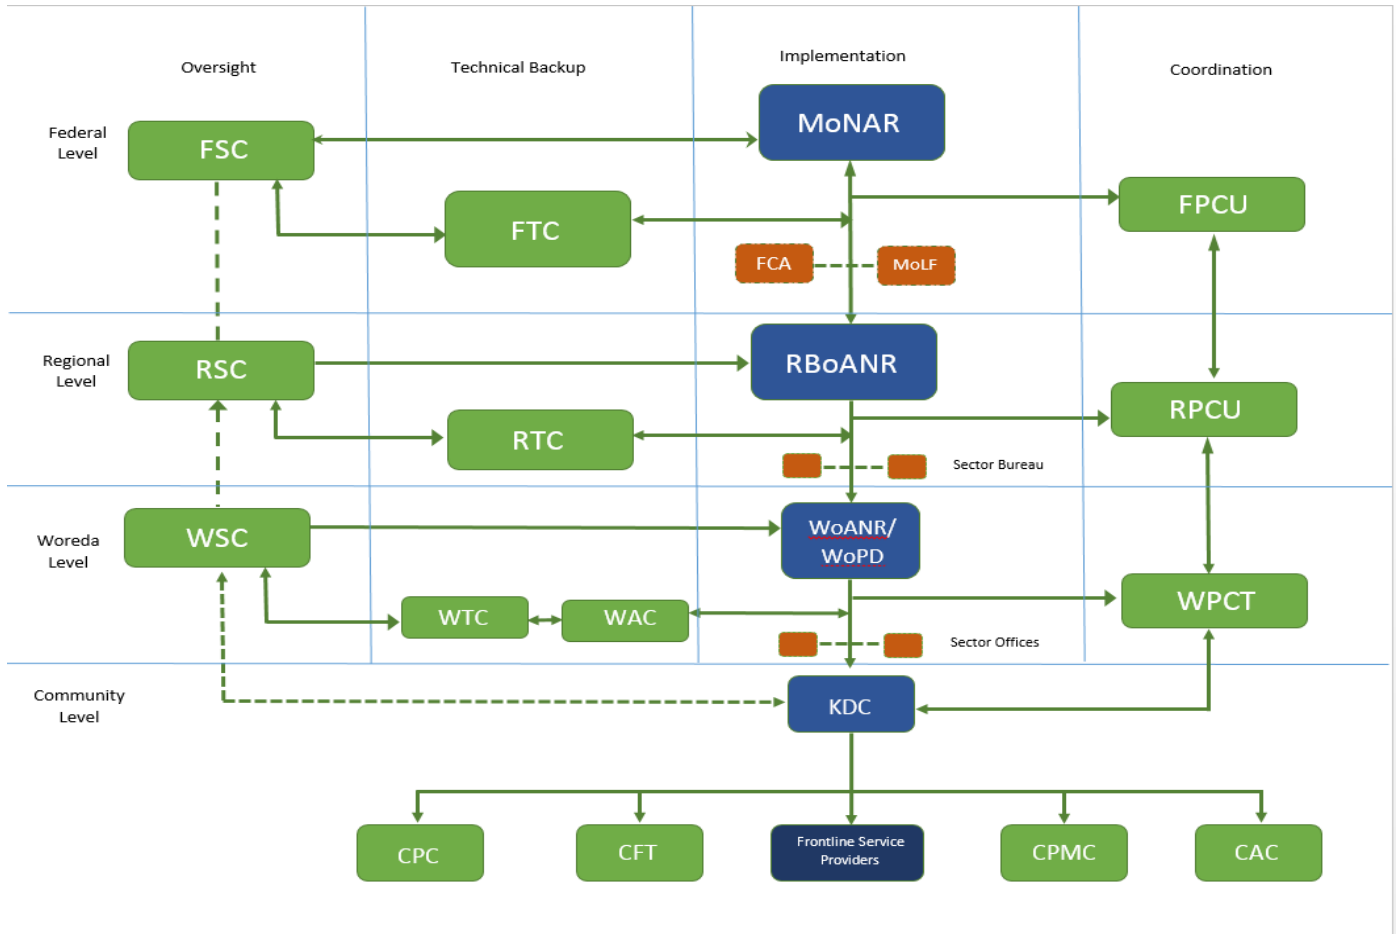 Oversight
Technical Backup
Implementation
Coordination
Federal
Level
FSC
MoNAR
FTC
FPCU
FCA
MoLF
Regional
Level
RSC
RBoANR
RTC
RPCU
Sector Bureau
Woreda
Level
WSC
WoANR/
WoPD
WTC
WAC
WPCT
Sector Offices
Community
Level
KDC
CPC
CFT
Frontline Service
Providers
CPMC
CAC